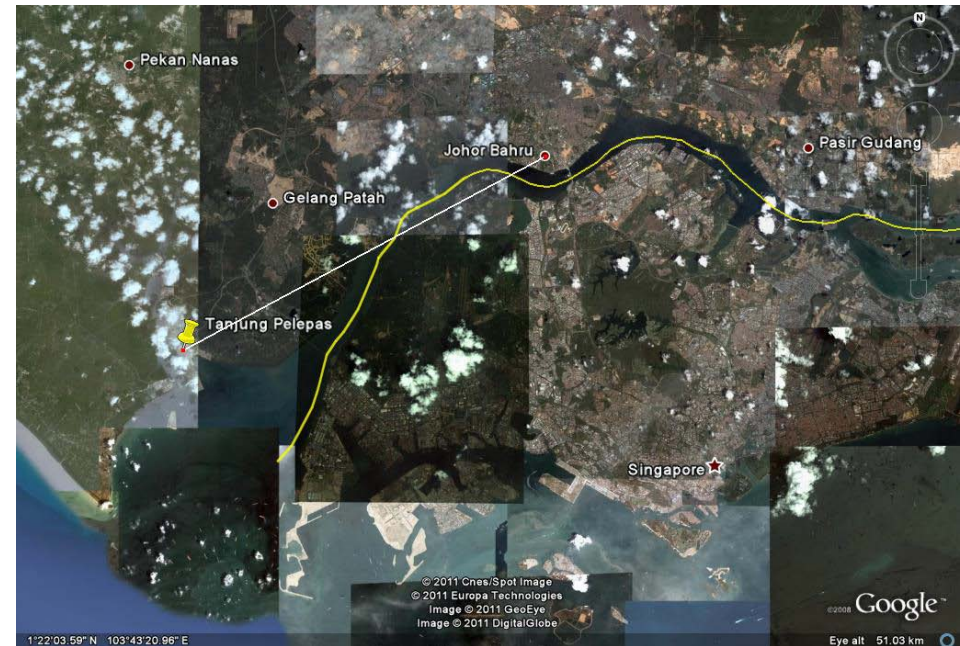 N
Pekan Nanas
Johor Bahru
Pasir Gudang
Gelang Patah
Tanjung Pelepas
Singapore
© 2011 Cnes/Spot Image
© 2011 Europa Technologies
Image © 2011 GeoEye
Image © 2011 DigitalGlobe
©2008 Google™
1°22'03.59" N 103°43'20.96" E
Eye alt 51.03 km